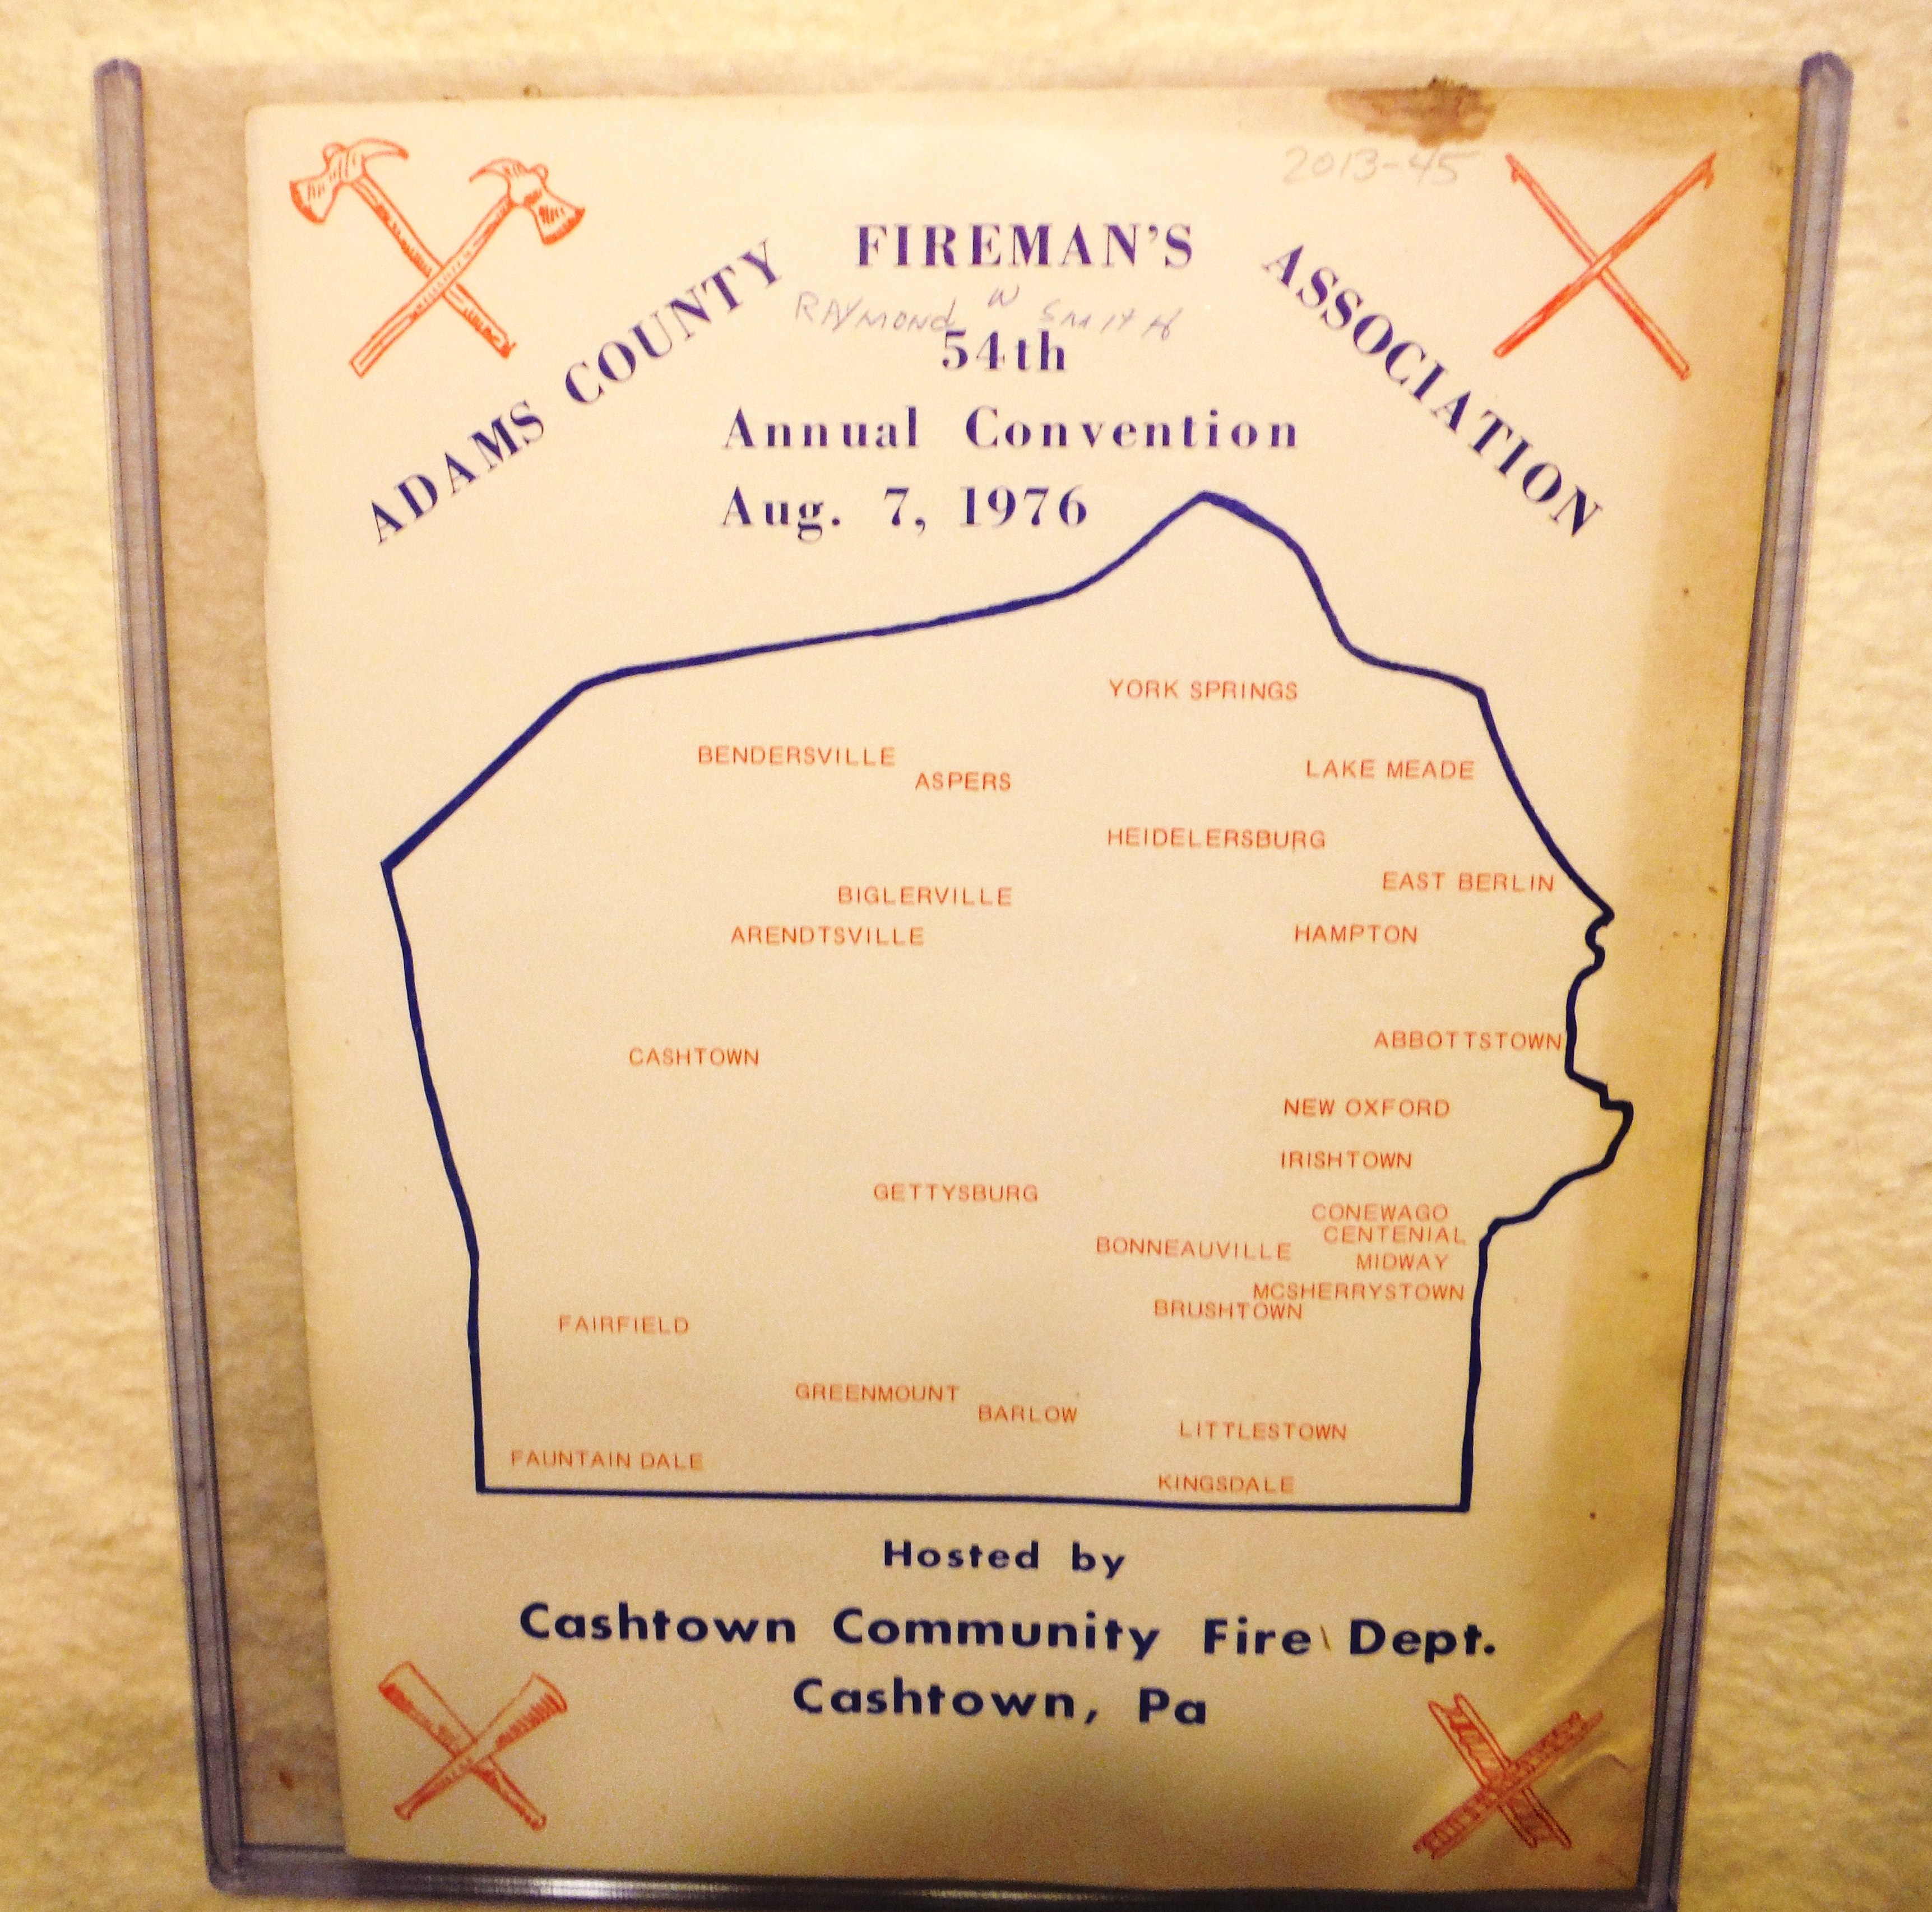 2013-45
ADAMS COUNTY FIREMAN'S ASSOCIATION
RAYMOND W SMITH
54th
Annual Convention
Aug. 7, 1976
YORK SPRINGS
BENDERSVILLE
LAKE MEADE
ASPERS
HEIDELERSBURG
EAST BERLIN
BIGLERVILLE
ARENDTSVILLE
HAMPTON
ABBOTTSTOWN
CASHTOWN
NEW OXFORD
IRISHTOWN
GETTYSBURG
CONEWAGO
CENTENIAL
BONNEAUVILLE
MIDWAY
MCSHERRYSTOWN
BRUSHTOWN
FAIRFIELD
GREENMOUNT
BARLOW
LITTLESTOWN
FAUNTAIN DALE
KINGSDALE
Hosted by
Cashtown Community Fire Dept.
Cashtown, Pa